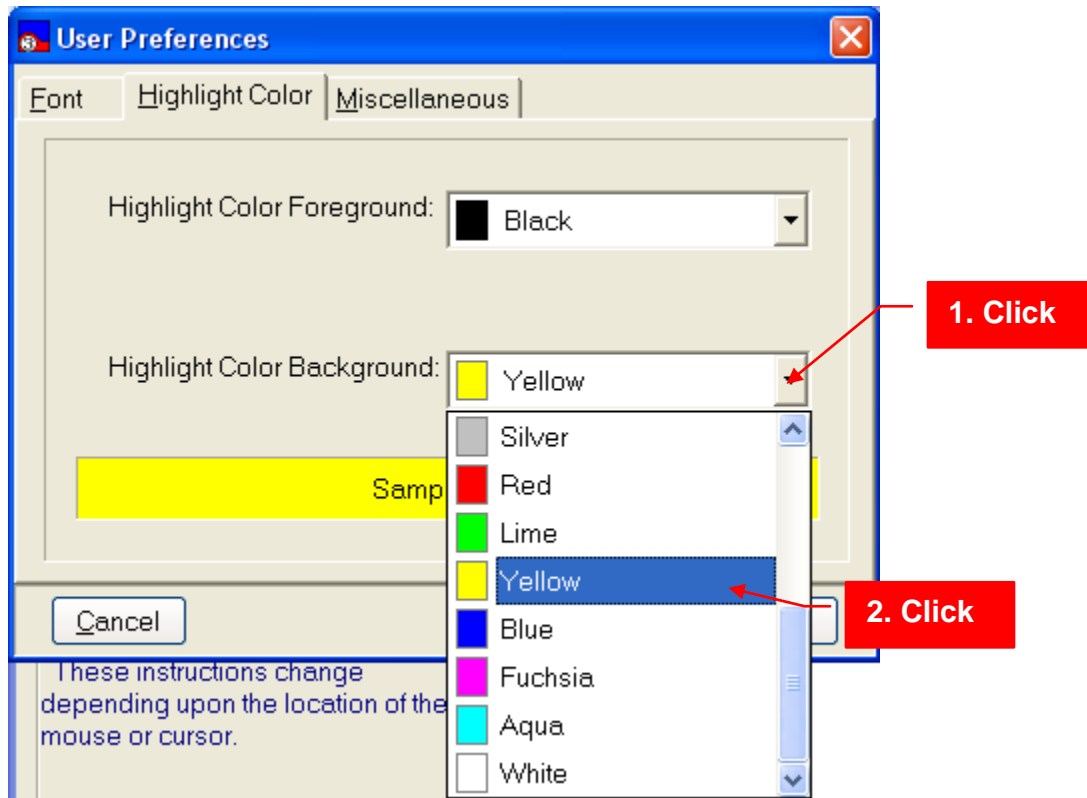 User Preferences
Font Highlight Color Miscellaneous
Highlight Color Foreground: Black
1. Click
Highlight Color Background: Yellow
Silver
Samp Red
Lime
Yellow
2. Click
Cancel
Blue
These instructions change
Fuchsia
depending upon the location of the
Aqua
mouse or cursor.
White